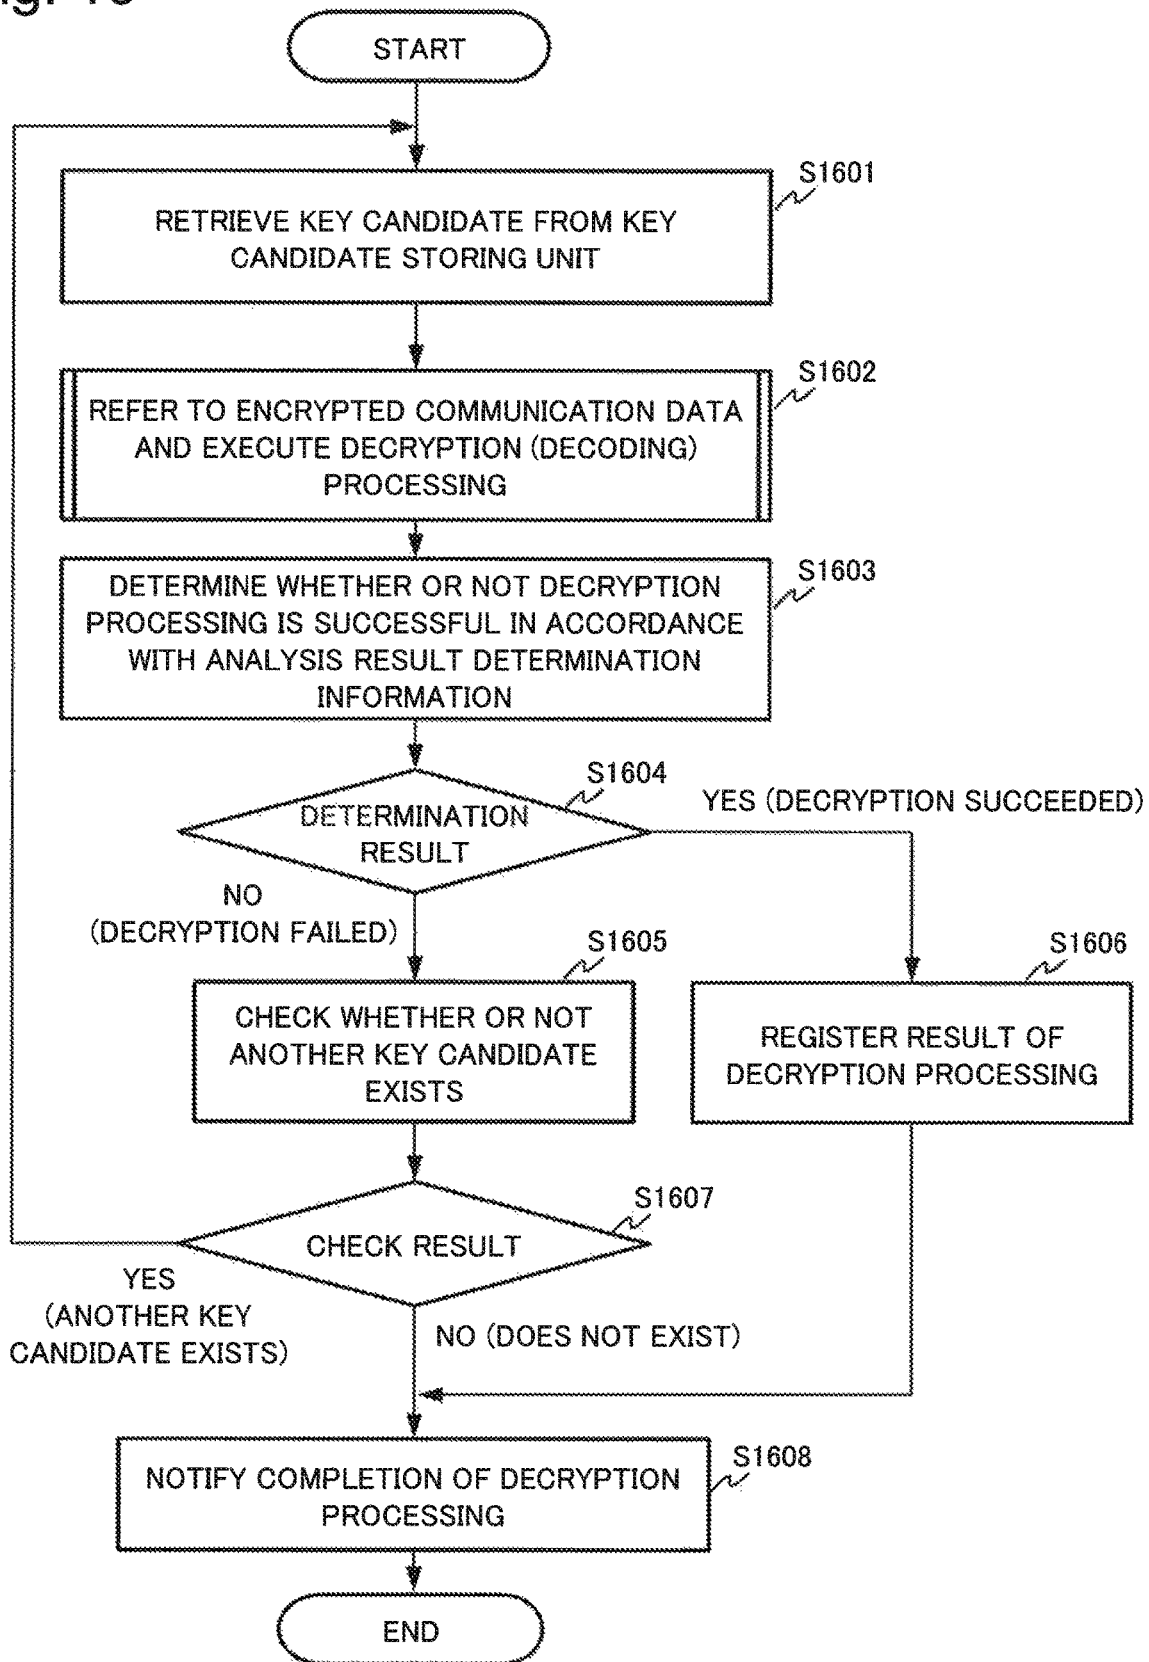 START
S1601
RETRIEVE KEY CANDIDATE FROM KEY
CANDIDATE STORING UNIT
S1602
REFER TO ENCRYPTED COMMUNICATION DATA
AND EXECUTE DECRYPTION (DECODING)
PROCESSING
S1603
DETERMINE WHETHER OR NOT DECRYPTION
PROCESSING IS SUCCESSFUL IN ACCORDANCE
WITH ANALYSIS RESULT DETERMINATION
INFORMATION
S1604
YES (DECRYPTION SUCCEEDED)
DETERMINATION
RESULT
NO
(DECRYPTION FAILED)
S1605
CHECK WHETHER OR NOT
ANOTHER KEY CANDIDATE
EXISTS
S1606
REGISTER RESULT OF
DECRYPTION PROCESSING
S1607
CHECK RESULT
YES
(ANOTHER KEY
CANDIDATE EXISTS)
NO (DOES NOT EXIST)
S1608
NOTIFY COMPLETION OF DECRYPTION
PROCESSING
END